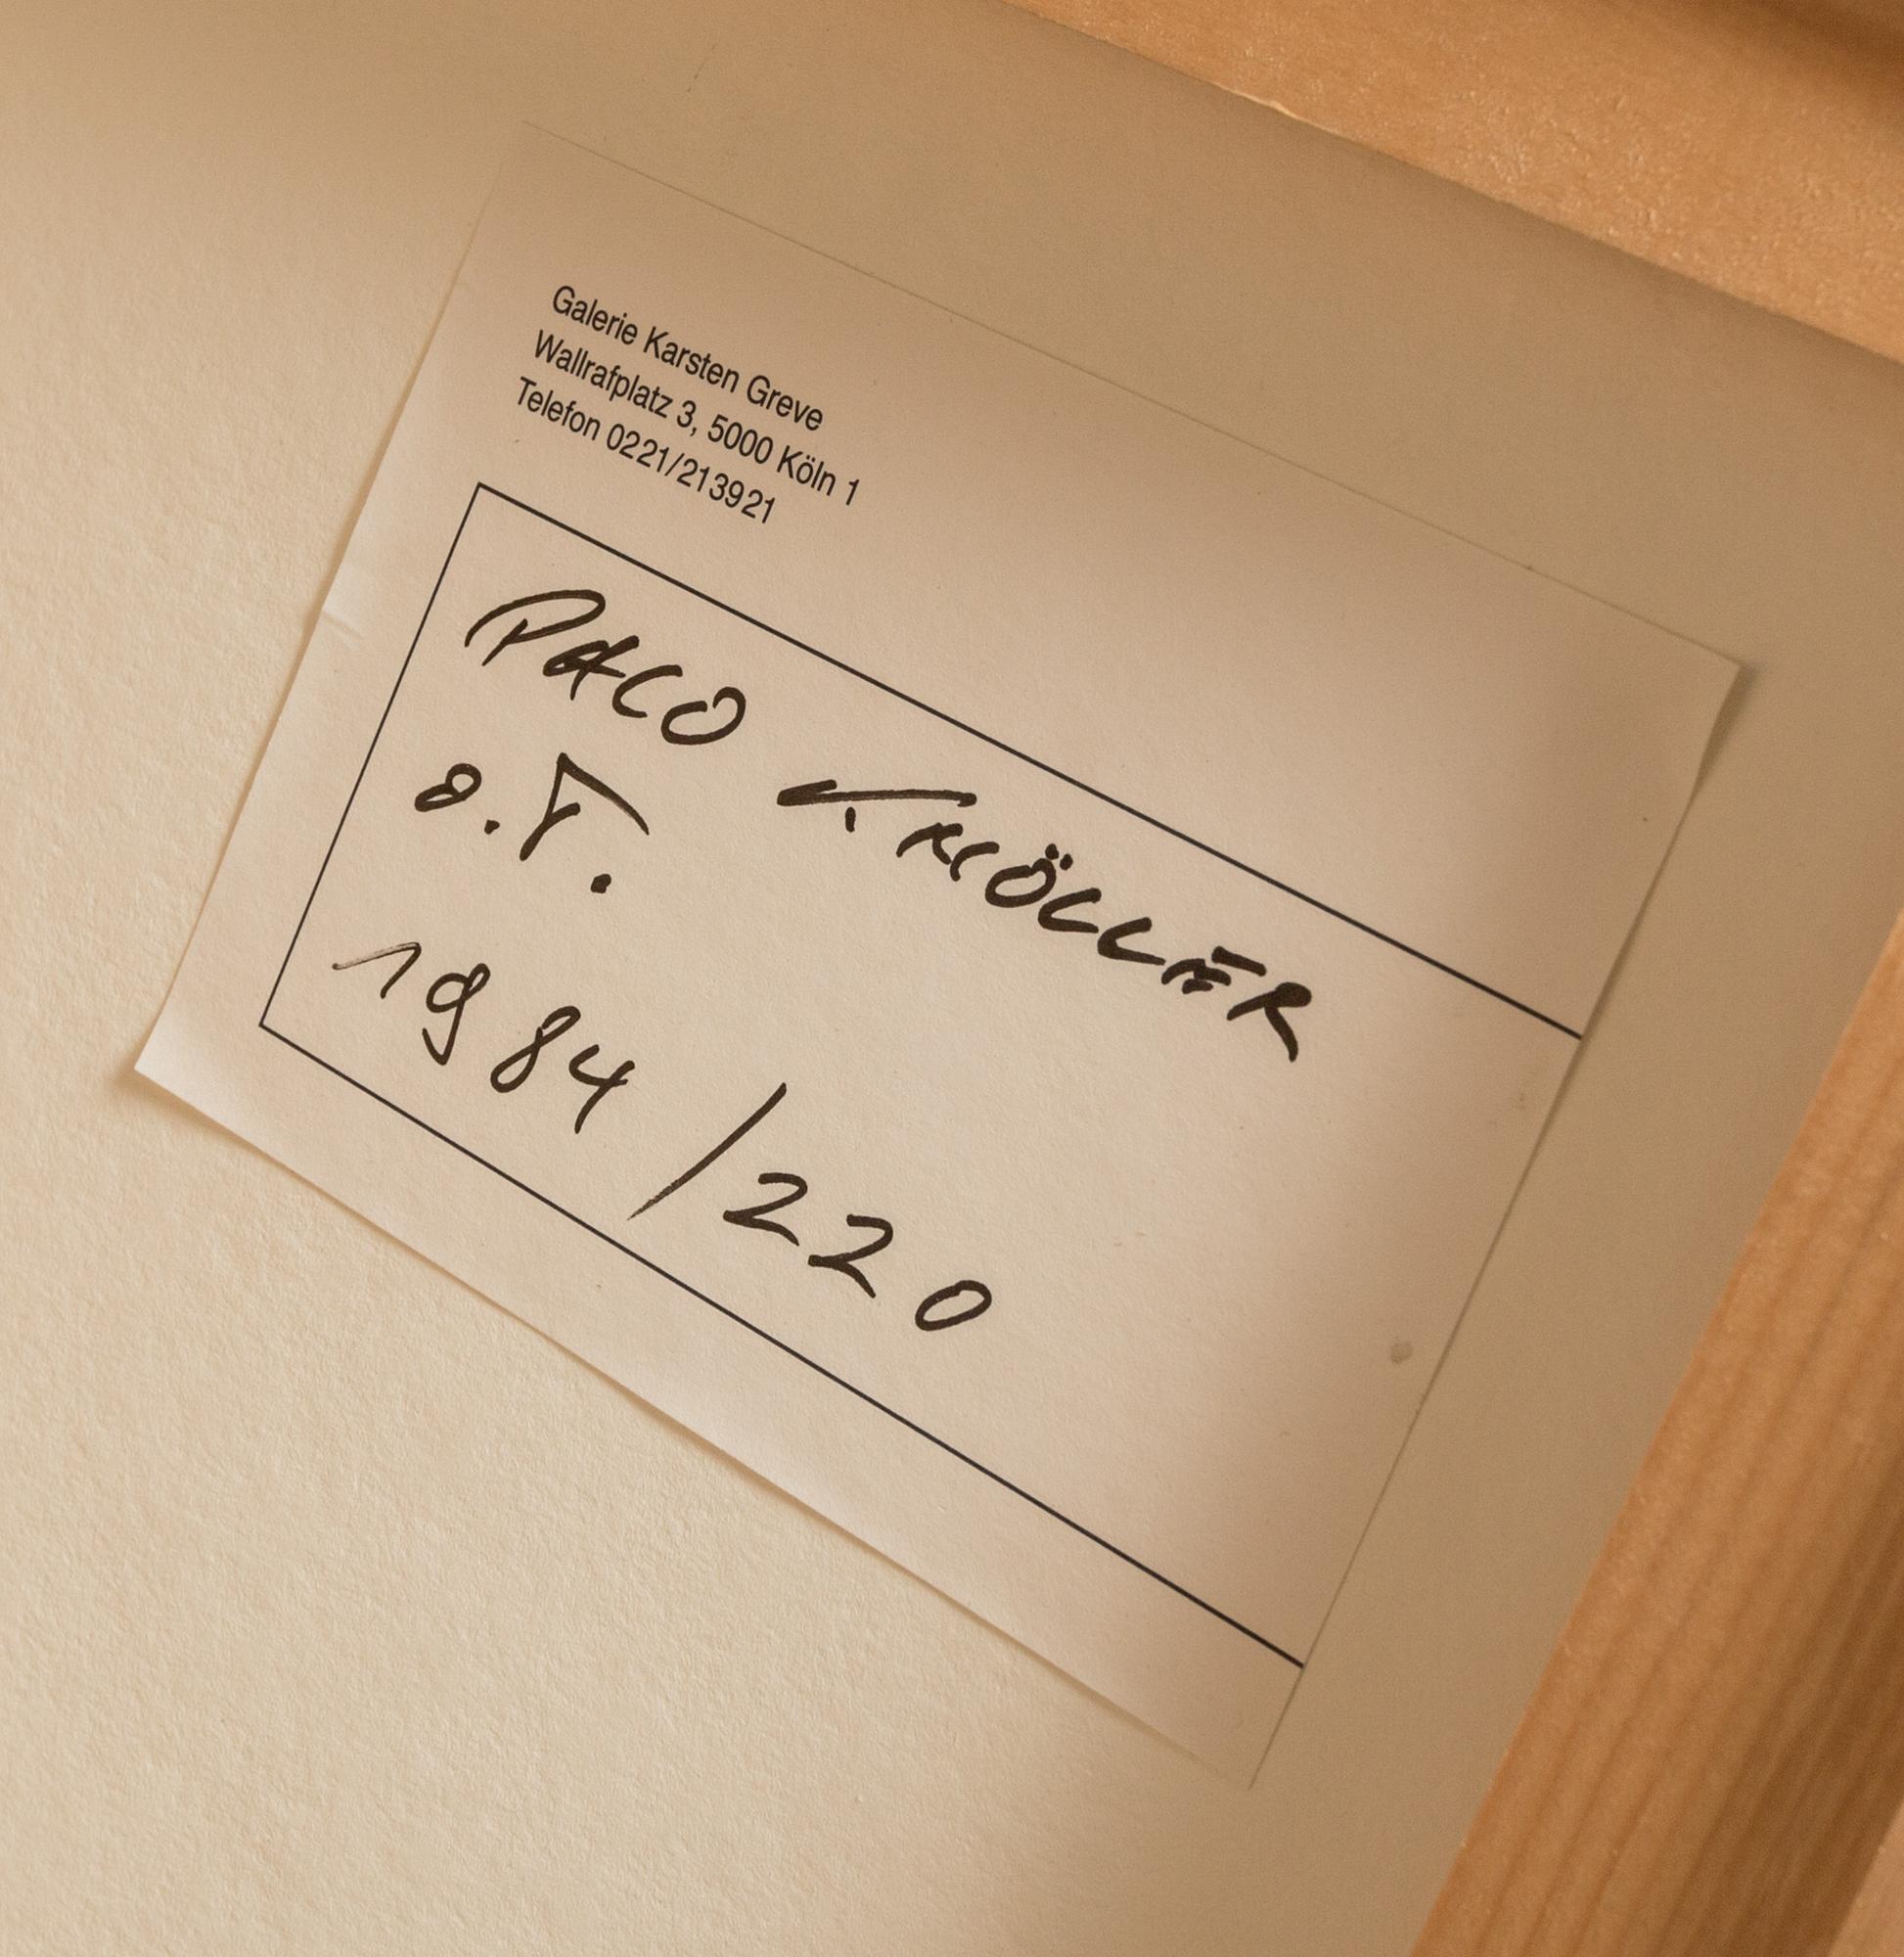 Galerie Karsten Greve
Wallrafplatz 3, 5000 Köln 1
Telefon 0221/213921
PACO KNÖLLER
o.T.
1984/220